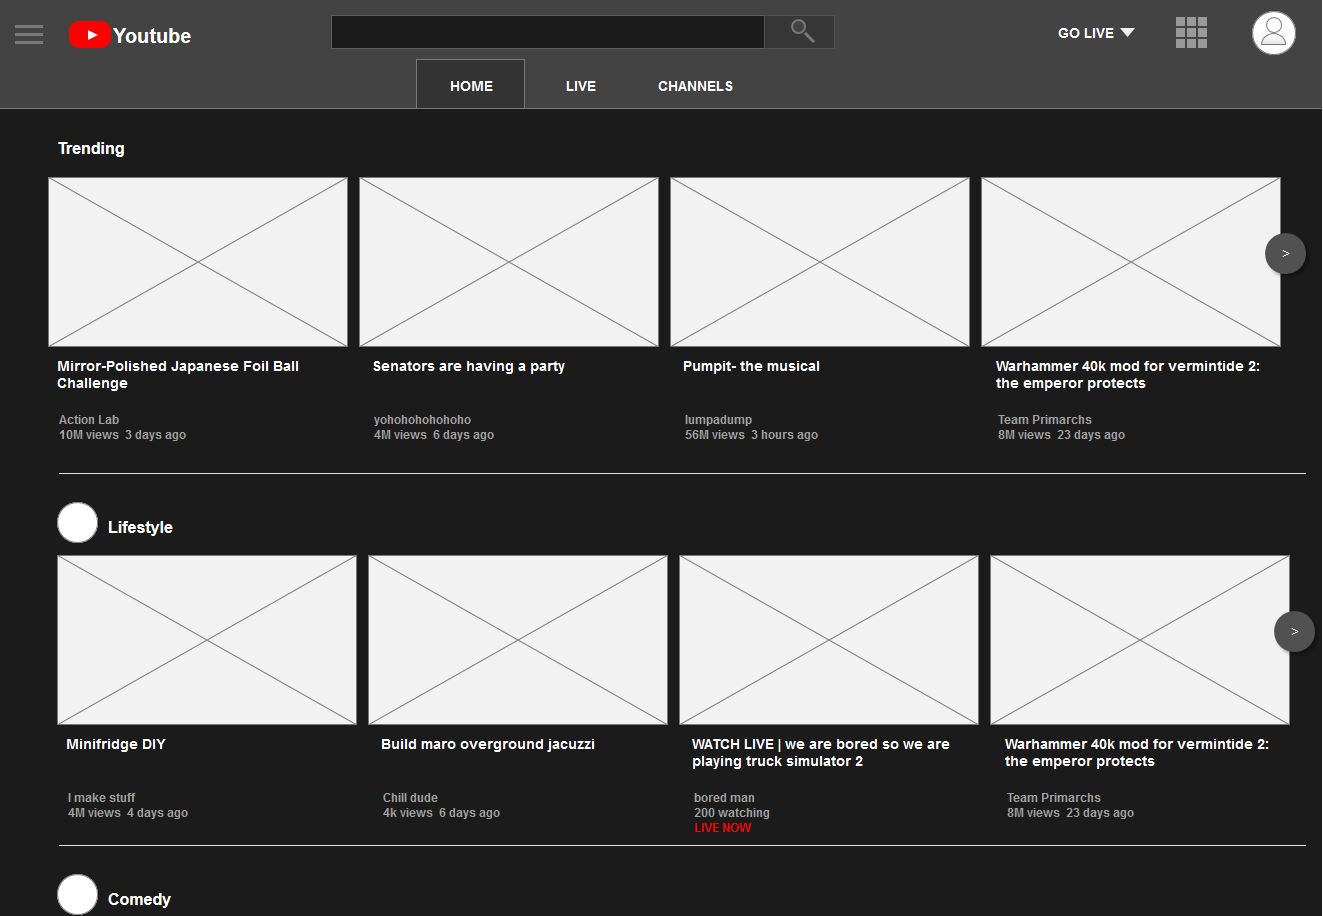 Youtube
GO LIVE
HOME LIVE CHANNELS
Trending
>
Mirror-Polished Japanese Foil Ball
Challenge
Action Lab
10M views 3 days ago
Senators are having a party
yohohohohohoho
4M views 6 days ago
Pumpit- the musical
lumpadump
56M views 3 hours ago
Warhammer 40k mod for vermintide 2:
the emperor protects
Team Primarchs
8M views 23 days ago
Lifestyle
>
Minifridge DIY
I make stuff
4M views 4 days ago
Build maro overground jacuzzi
Chill dude
4k views 6 days ago
WATCH LIVE | we are bored so we are
playing truck simulator 2
bored man
200 watching
LIVE NOW
Warhammer 40k mod for vermintide 2:
the emperor protects
Team Primarchs
8M views 23 days ago
Comedy